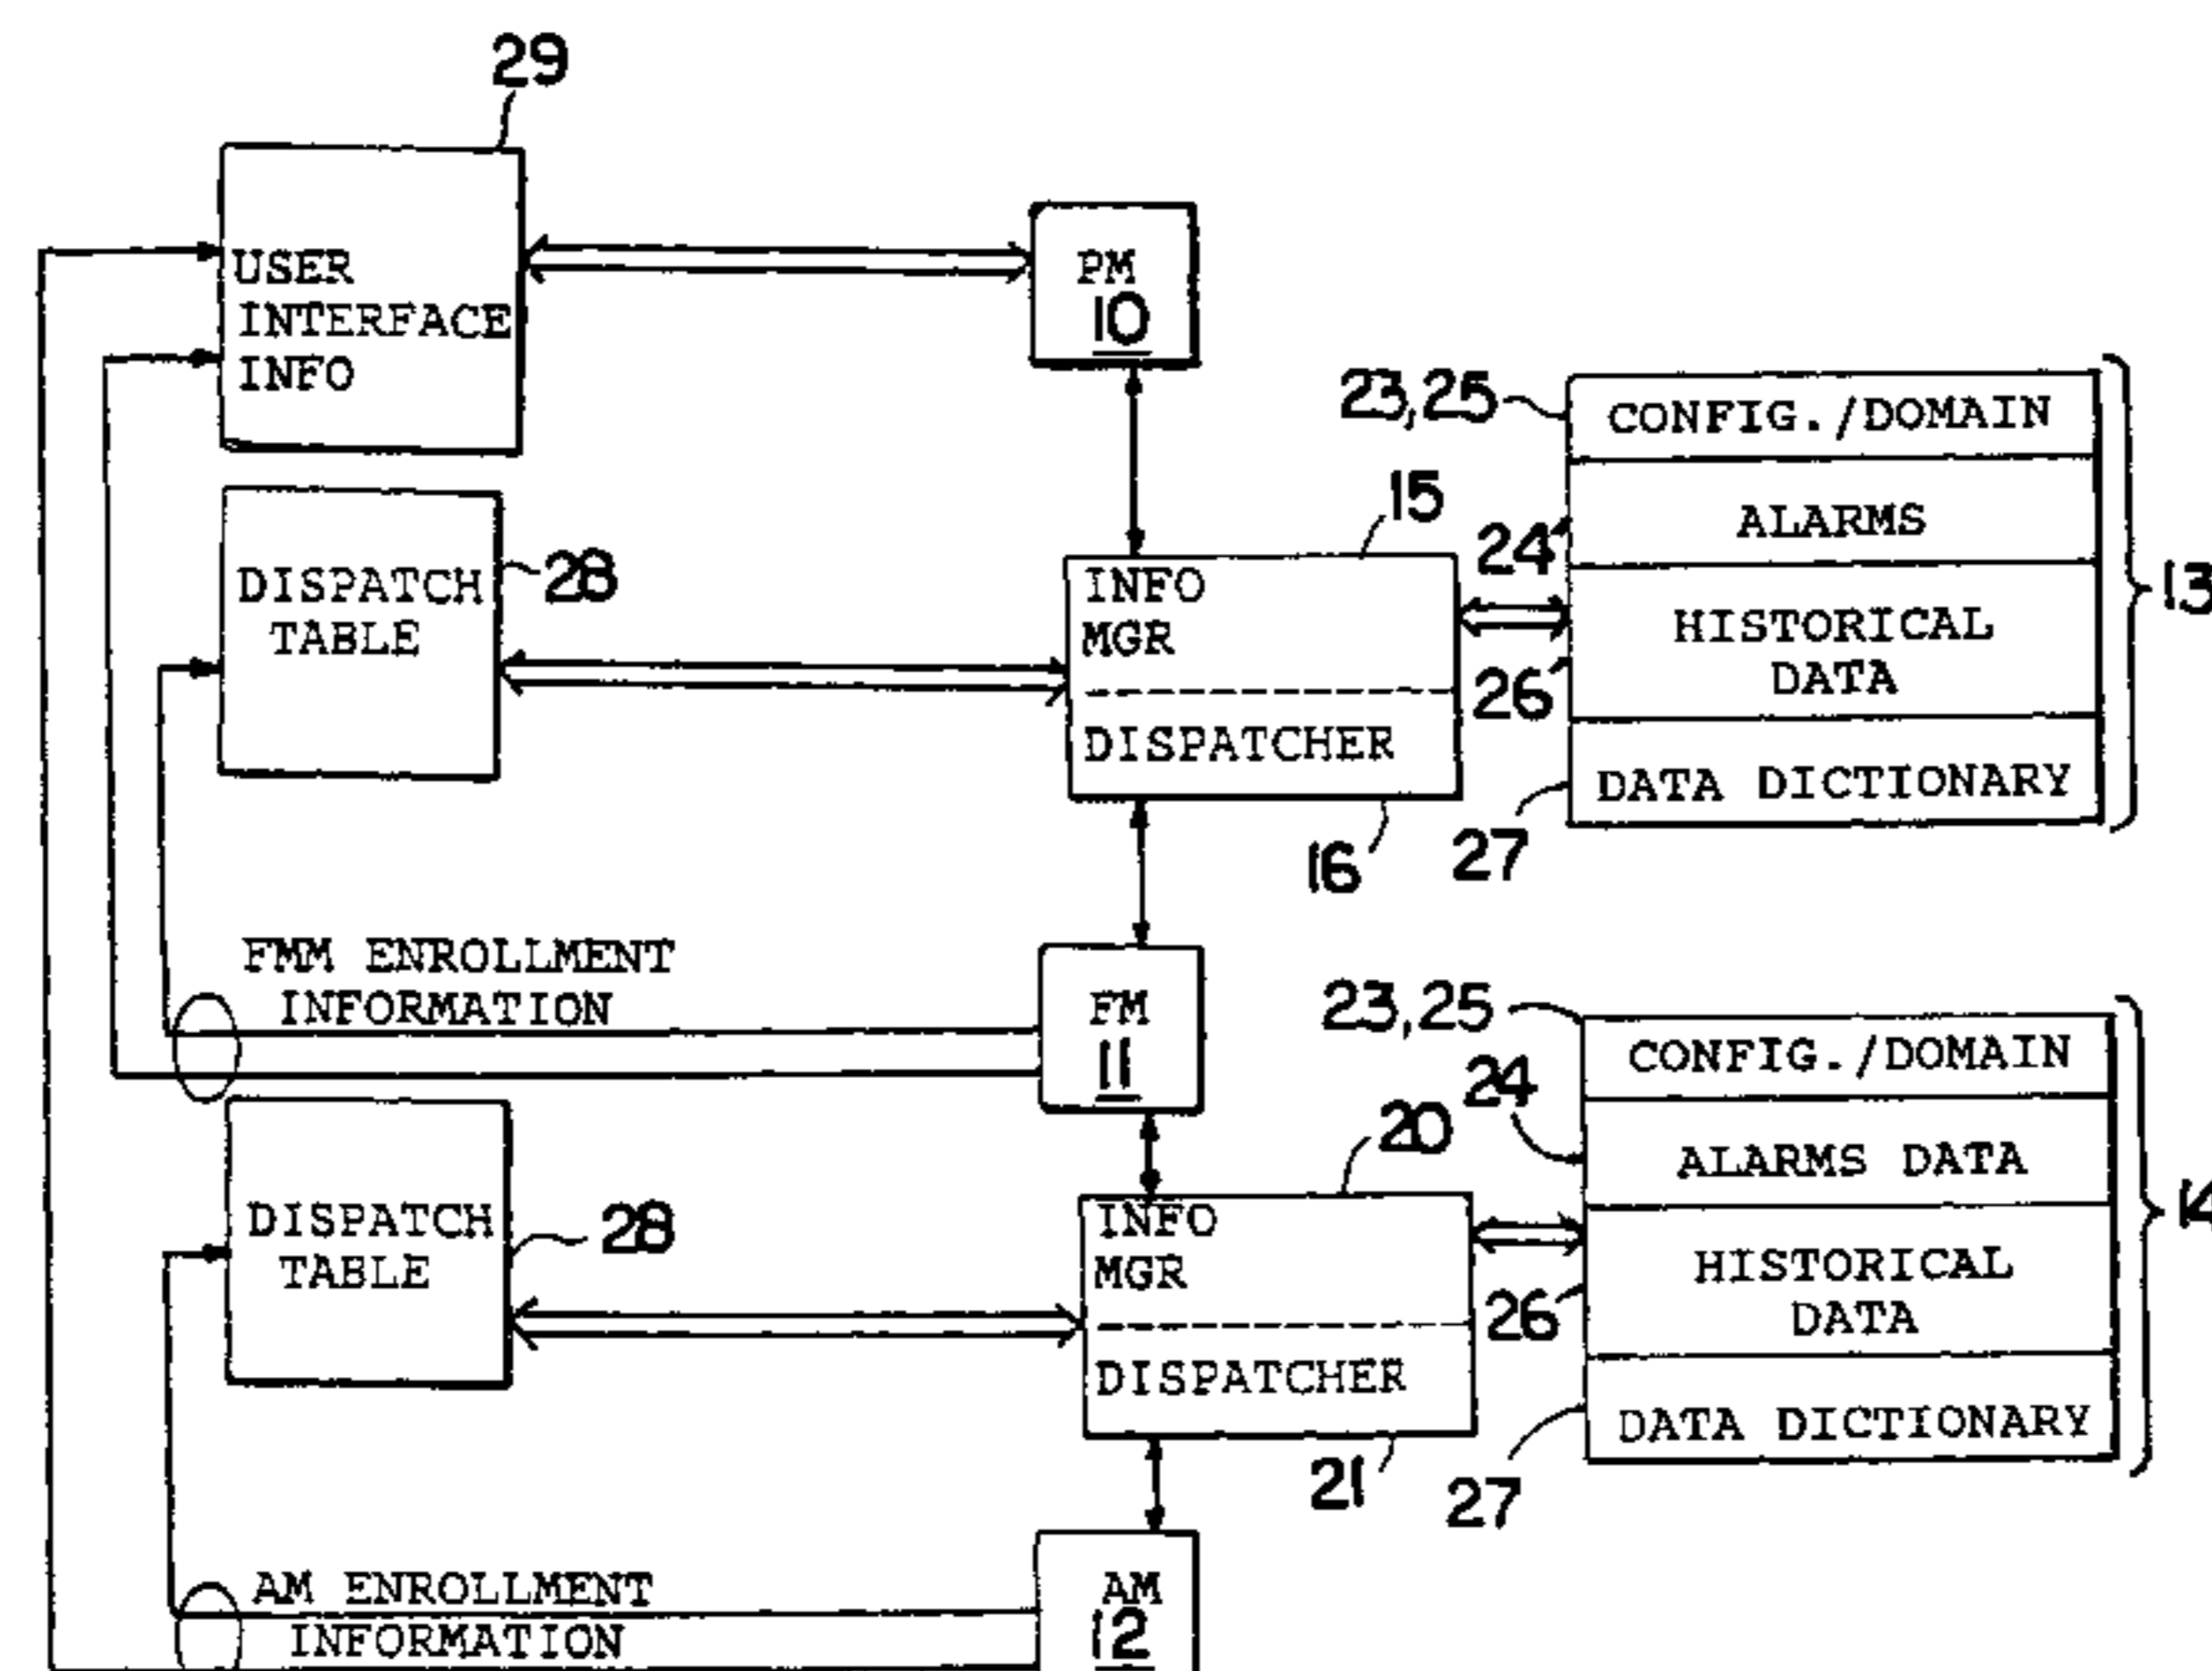 29
USER
INTERFACE
INFO
PM
10
23,25
CONFIG./DOMAIN
15
24
ALARMS
13
DISPATCH
TABLE
28
INFO
MGR
HISTORICAL
DATA
26
DISPATCHER
DATA DICTIONARY
16
27
FMM ENROLLMENT
INFORMATION
FM
11
23,25
CONFIG./DOMAIN
24
20
ALARMS DATA
14
DISPATCH
TABLE
28
INFO
MGR
HISTORICAL
DATA
26
DISPATCHER
DATA DICTIONARY
21
27
AM ENROLLMENT
INFORMATION
AM
12